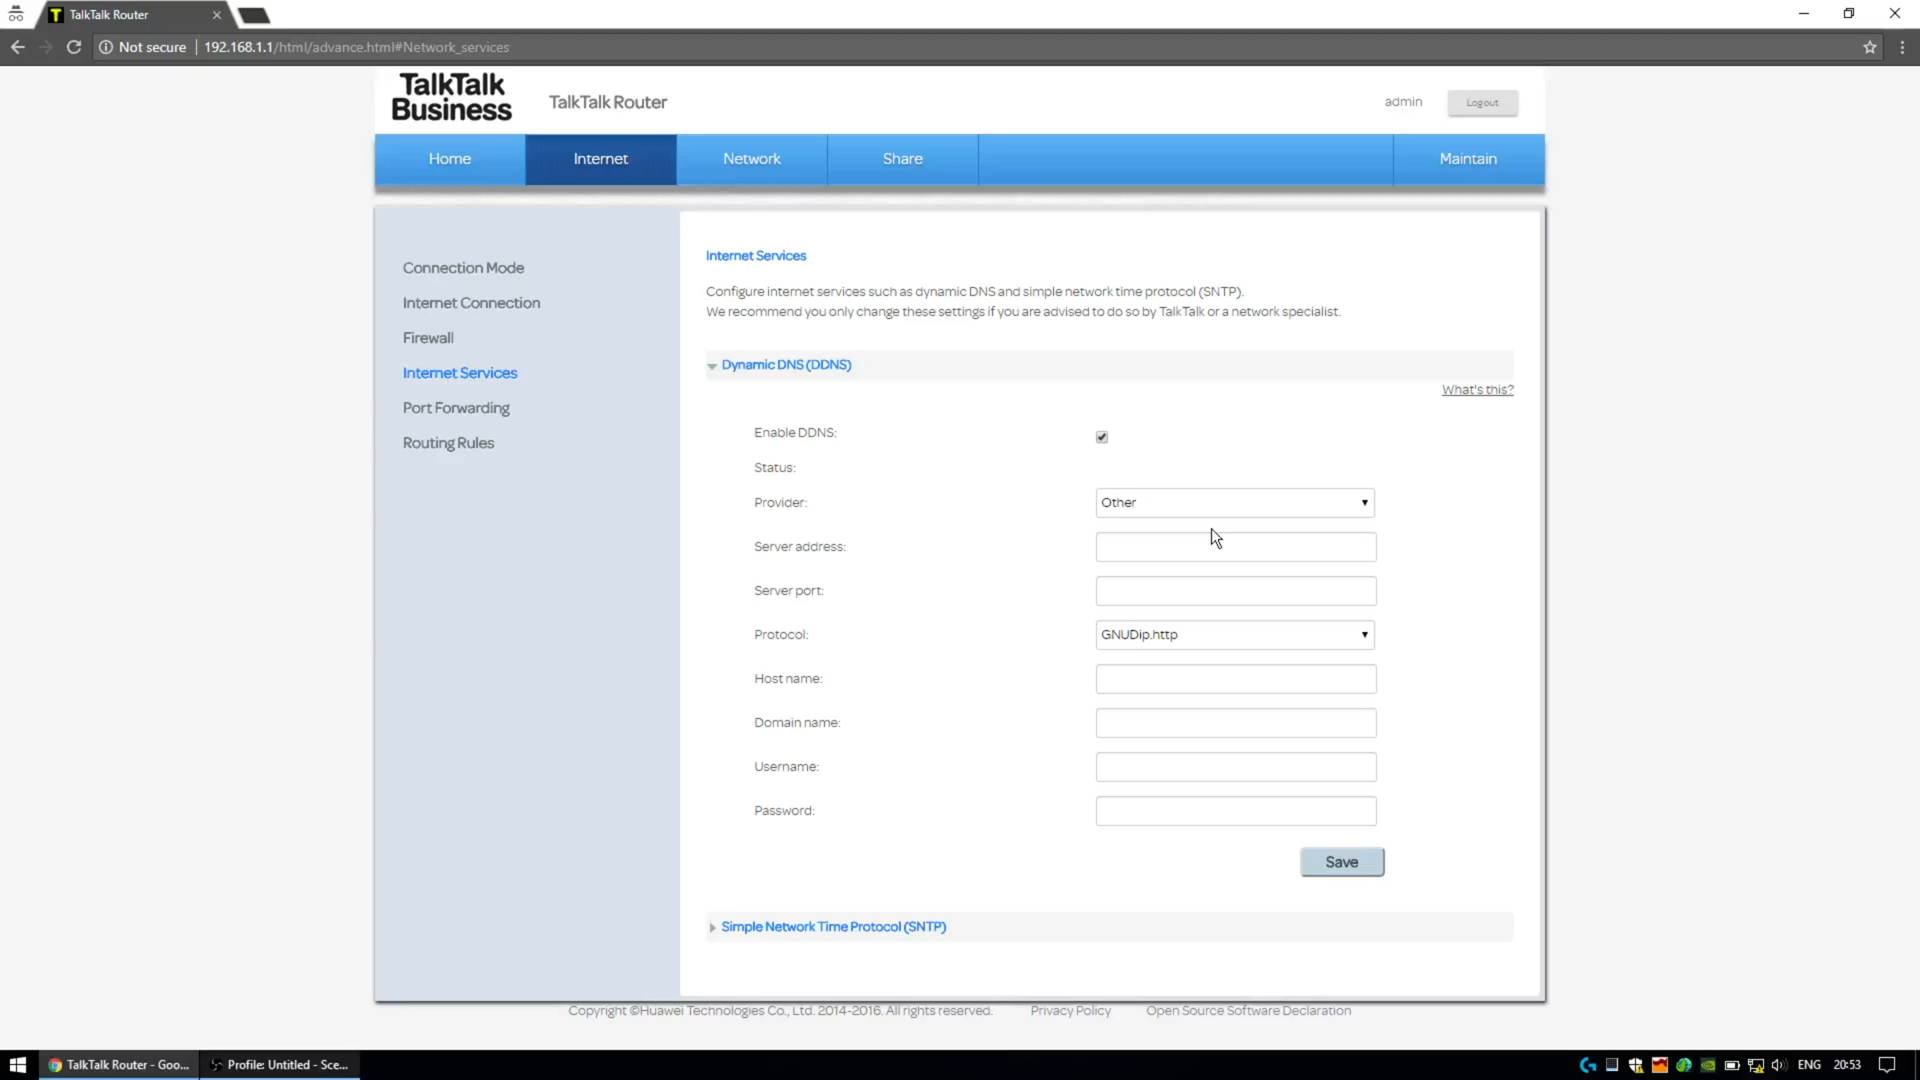 TalkTalk Router
Not secure | 192.168.1.1/html/advance.html#Network_services
TalkTalk
Business
TalkTalk Router
admin
Logout
Home
Internet
Network
Share
Maintain
Connection Mode
Internet Connection
Firewall
Internet Services
Port Forwarding
Routing Rules
Internet Services
Configure internet services such as dynamic DNS and simple network time protocol (SNTP).
We recommend you only change these settings if you are advised to do so by TalkTalk or a network specialist.
Dynamic DNS (DDNS)
What's this?
Enable DDNS:
Status:
Provider:
Other
Server address:
Server port:
Protocol:
GNUDip.http
Host name:
Domain name:
Username:
Password:
Save
Simple Network Time Protocol (SNTP)
Copyright ©Huawei Technologies Co., Ltd. 2014-2016. All rights reserved.
Privacy Policy
Open Source Software Declaration
TalkTalk Router - Goo...
Profile: Untitled - Sce...
ENG
20:53